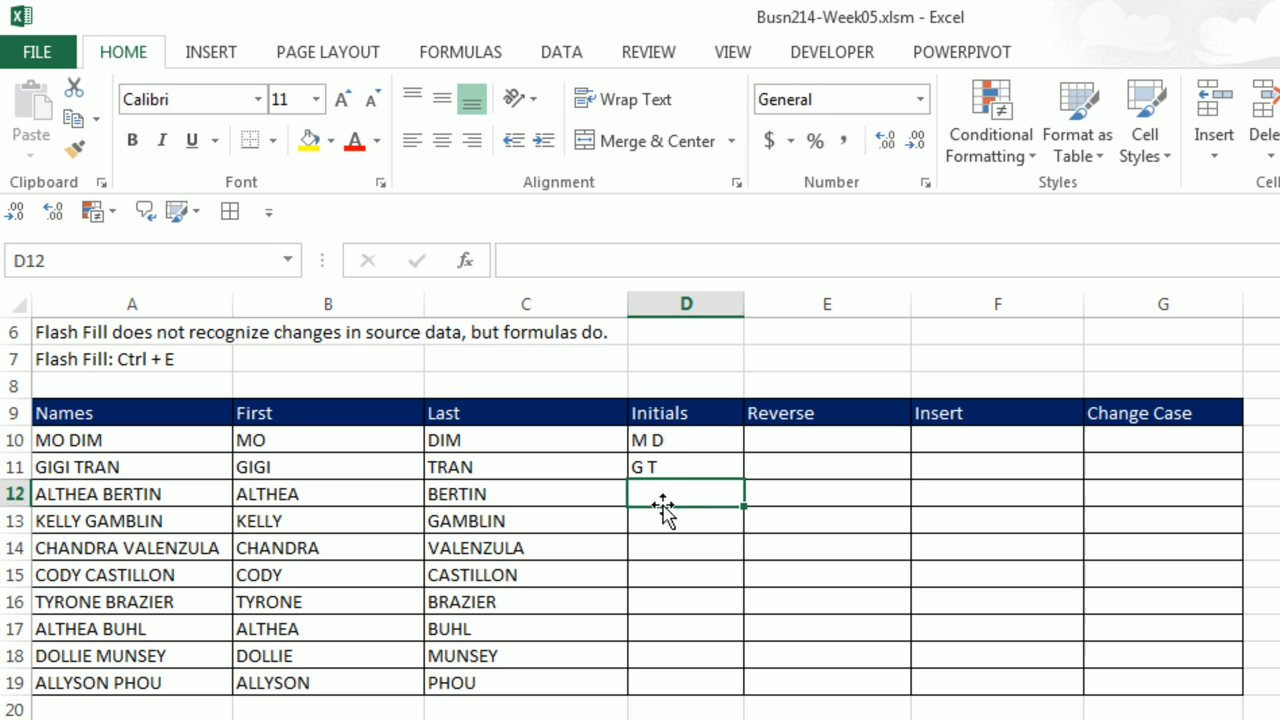 Busn214-Week05.xlsm - Excel
FILE HOME INSERT PAGE LAYOUT FORMULAS DATA REVIEW VIEW DEVELOPER POWERPIVOT
Calibri 11 Wrap Text General
Paste B I U A Merge & Center $ % , Conditional Formatting Format as Table Cell Styles Insert
Clipboard Font Alignment Number Styles
D12 fx
A B C D E F G
6 Flash Fill does not recognize changes in source data, but formulas do.
7 Flash Fill: Ctrl + E
8
9 Names First Last Initials Reverse Insert Change Case
10 MO DIM MO DIM M D
11 GIGI TRAN GIGI TRAN G T
12 ALTHEA BERTIN ALTHEA BERTIN
13 KELLY GAMBLIN KELLY GAMBLIN
14 CHANDRA VALENZULA CHANDRA VALENZULA
15 CODY CASTILLON CODY CASTILLON
16 TYRONE BRAZIER TYRONE BRAZIER
17 ALTHEA BUHL ALTHEA BUHL
18 DOLLIE MUNSEY DOLLIE MUNSEY
19 ALLYSON PHOU ALLYSON PHOU
20